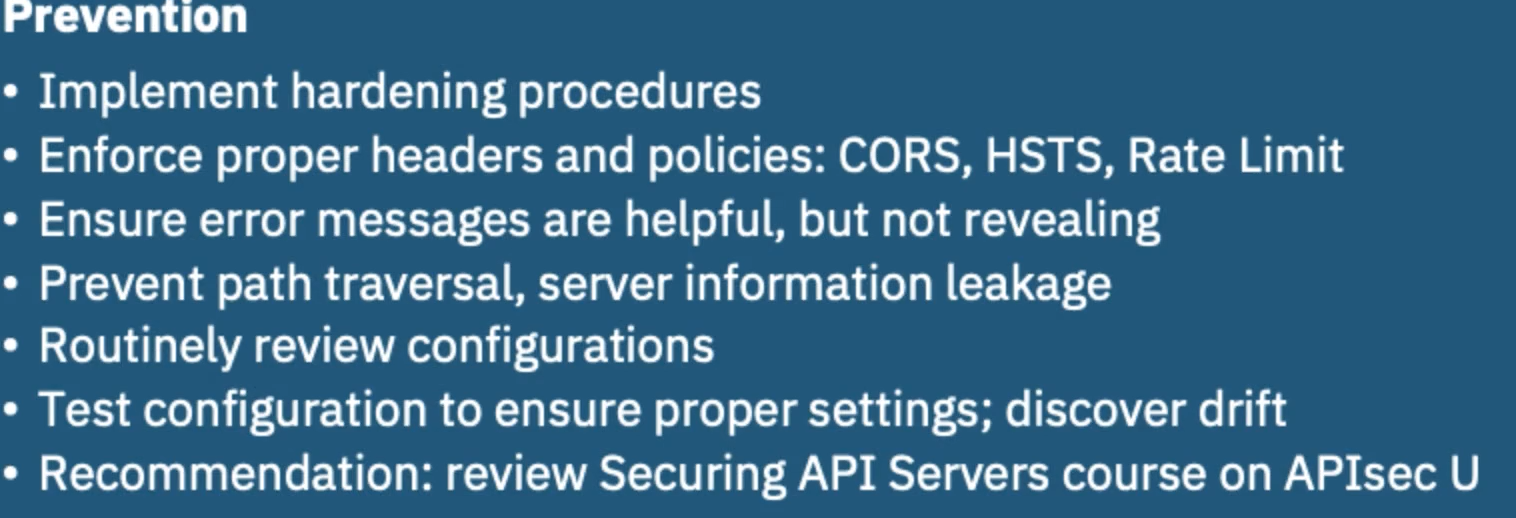 Prevention
• Implement hardening procedures
• Enforce proper headers and policies: CORS, HSTS, Rate Limit
• Ensure error messages are helpful, but not revealing
• Prevent path traversal, server information leakage
• Routinely review configurations
• Test configuration to ensure proper settings; discover drift
• Recommendation: review Securing API Servers course on APIsec U